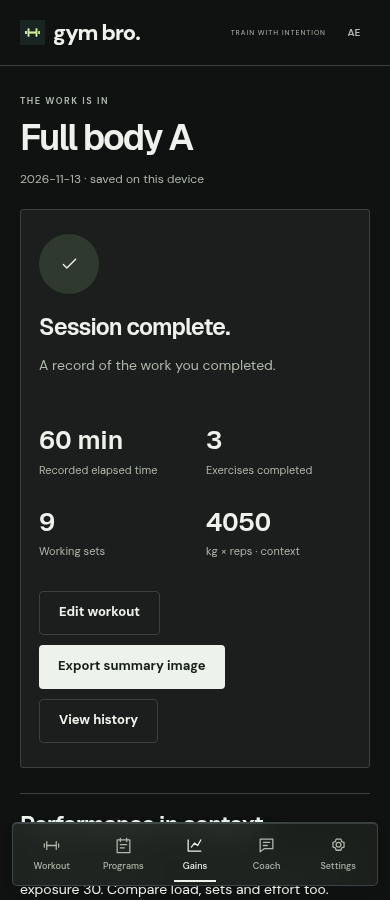 gym bro.
TRAIN WITH INTENTION
AE
THE WORK IS IN
Full body A
2026-11-13 · saved on this device
Session complete.
A record of the work you completed.
60 min
3
Recorded elapsed time
Exercises completed
9
4050
Working sets
kg × reps · context
Edit workout
Export summary image
View history
Performance in context
Workout
Programs
Gains
Coach
Settings
exposure 30. Compare load, sets and effort too.